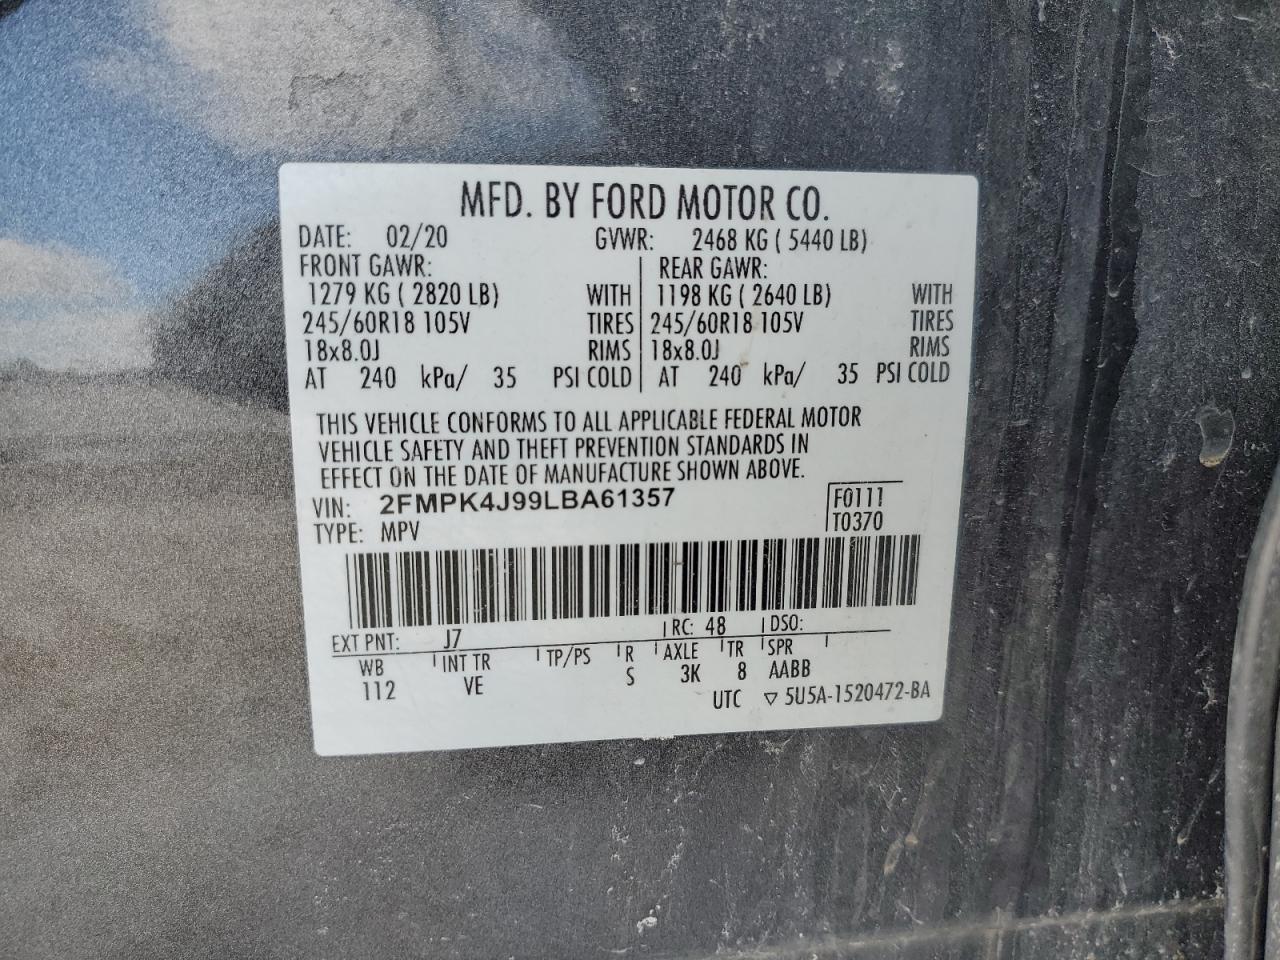 MFD. BY FORD MOTOR CO.
DATE: 02/20 GVWR: 2468 KG ( 5440 LB)
FRONT GAWR: REAR GAWR:
1279 KG ( 2820 LB) WITH 1198 KG ( 2640 LB) WITH
245/60R18 105V TIRES 245/60R18 105V TIRES
18x8.0J RIMS 18x8.0J RIMS
AT 240 kPa/ 35 PSI COLD AT 240 kPa/ 35 PSI COLD
THIS VEHICLE CONFORMS TO ALL APPLICABLE FEDERAL MOTOR
VEHICLE SAFETY AND THEFT PREVENTION STANDARDS IN
EFFECT ON THE DATE OF MANUFACTURE SHOWN ABOVE.
VIN: 2FMPK4J99LBA61357 F0111
TYPE: MPV T0370
EXT PNT: J7 RC: 48 DSO:
WB INT TR TP/PS R AXLE TR SPR
112 VE S 3K 8 AABB
UTC ▽ 5U5A-1520472-BA